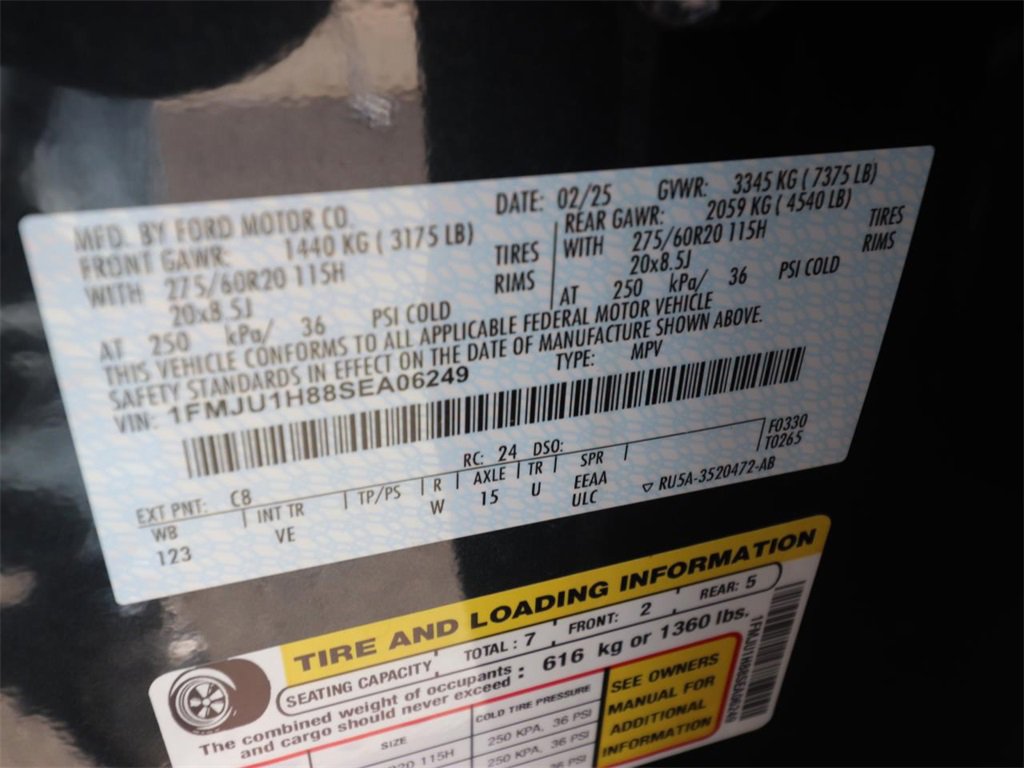 MFD. BY FORD MOTOR CO.
DATE: 02/25 GVWR: 3345 KG ( 7375 LB)
FRONT GAWR: 1440 KG ( 3175 LB)
REAR GAWR: 2059 KG ( 4540 LB)
WITH 275/60R20 115H TIRES
WITH 275/60R20 115H TIRES
20x8.5J RIMS
20x8.5J RIMS
AT 250 kPa/ 36 PSI COLD
AT 250 kPa/ 36 PSI COLD
THIS VEHICLE CONFORMS TO ALL APPLICABLE FEDERAL MOTOR VEHICLE
SAFETY STANDARDS IN EFFECT ON THE DATE OF MANUFACTURE SHOWN ABOVE.
VIN: 1FMJU1H88SEA06249 TYPE: MPV
F0330
T0265
EXT PNT: C8 RC: 24 DSO:
WB INT TR TP/PS R AXLE TR SPR
123 VE W 15 U EEAA
ULC
RU5A-3520472-AB
TIRE AND LOADING INFORMATION
SEATING CAPACITY TOTAL : 7 FRONT: 2 REAR: 5
The combined weight of occupants
and cargo should never exceed : 616 kg or 1360 lbs.
SIZE COLD TIRE PRESSURE
115H 250 KPA, 36 PSI
250 KPA, 36 PSI
36 PSI
SEE OWNERS
MANUAL FOR
ADDITIONAL
INFORMATION
1FMJU1H88SEA06249